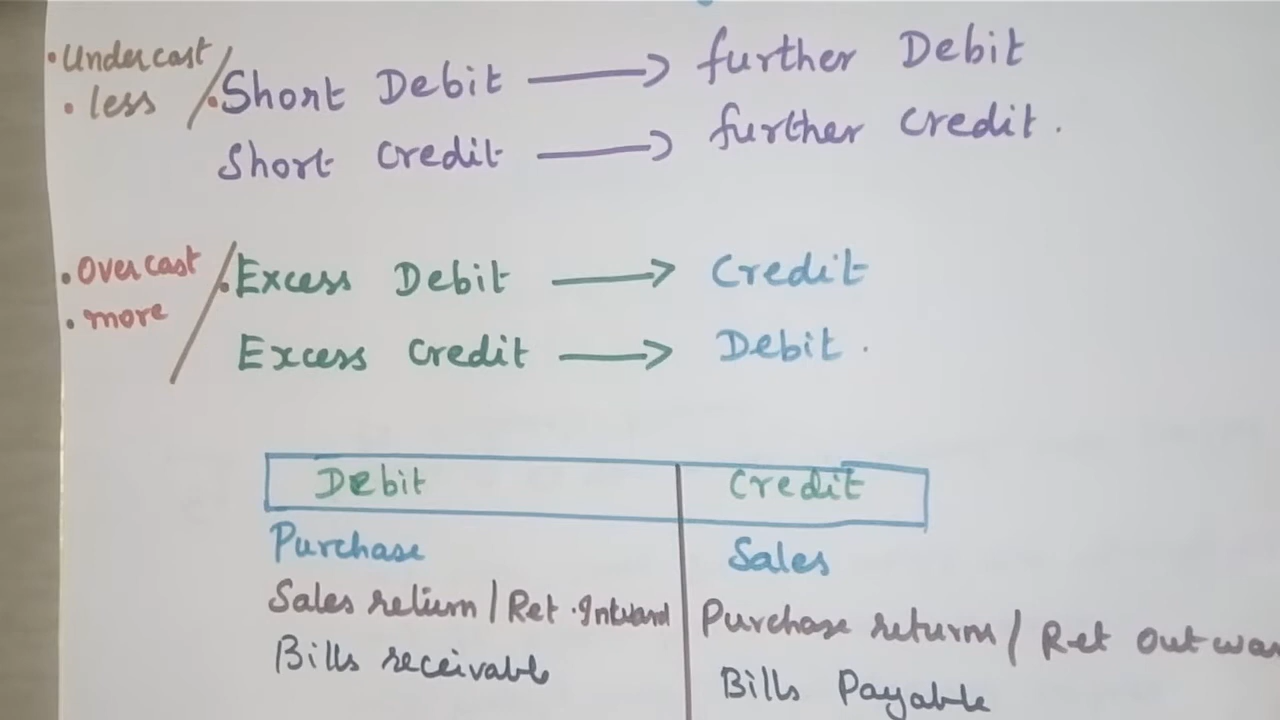 • Undercast / • Short Debit → further Debit
• less
Short Credit → further Credit.
• Overcast / • Excess Debit → Credit
• more
Excess Credit → Debit.
Debit Credit
Purchase Sales
Sales return / Ret. Inward Purchase returns / Ret Outwa
Bills receivable Bills Payable